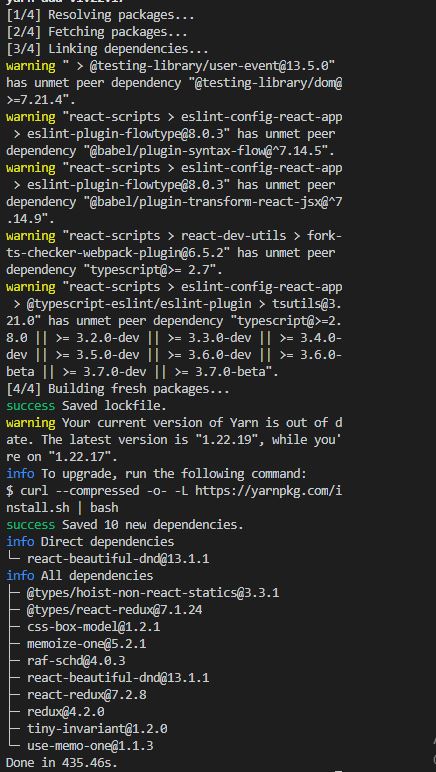 yarn add v1.22.17
[1/4] Resolving packages...
[2/4] Fetching packages...
[3/4] Linking dependencies...
warning " > @testing-library/user-event@13.5.0"
has unmet peer dependency "@testing-library/dom@
>=7.21.4".
warning "react-scripts > eslint-config-react-app
> eslint-plugin-flowtype@8.0.3" has unmet peer
dependency "@babel/plugin-syntax-flow@^7.14.5".
warning "react-scripts > eslint-config-react-app
> eslint-plugin-flowtype@8.0.3" has unmet peer
dependency "@babel/plugin-transform-react-jsx@^7
.14.9".
warning "react-scripts > react-dev-utils > fork-
ts-checker-webpack-plugin@6.5.2" has unmet peer
dependency "typescript@>= 2.7".
warning "react-scripts > eslint-config-react-app
> @typescript-eslint/eslint-plugin > tsutils@3.
21.0" has unmet peer dependency "typescript@>=2.
8.0 || >= 3.2.0-dev || >= 3.3.0-dev || >= 3.4.0-
dev || >= 3.5.0-dev || >= 3.6.0-dev || >= 3.6.0-
beta || >= 3.7.0-dev || >= 3.7.0-beta".
[4/4] Building fresh packages...
success Saved lockfile.
warning Your current version of Yarn is out of d
ate. The latest version is "1.22.19", while you'
re on "1.22.17".
info To upgrade, run the following command:
$ curl --compressed -o- -L https://yarnpkg.com/i
nstall.sh | bash
success Saved 10 new dependencies.
info Direct dependencies
└─ react-beautiful-dnd@13.1.1
info All dependencies
├─ @types/hoist-non-react-statics@3.3.1
├─ @types/react-redux@7.1.24
├─ css-box-model@1.2.1
├─ memoize-one@5.2.1
├─ raf-schd@4.0.3
├─ react-beautiful-dnd@13.1.1
├─ react-redux@7.2.8
├─ redux@4.2.0
├─ tiny-invariant@1.2.0
└─ use-memo-one@1.1.3
Done in 435.46s.